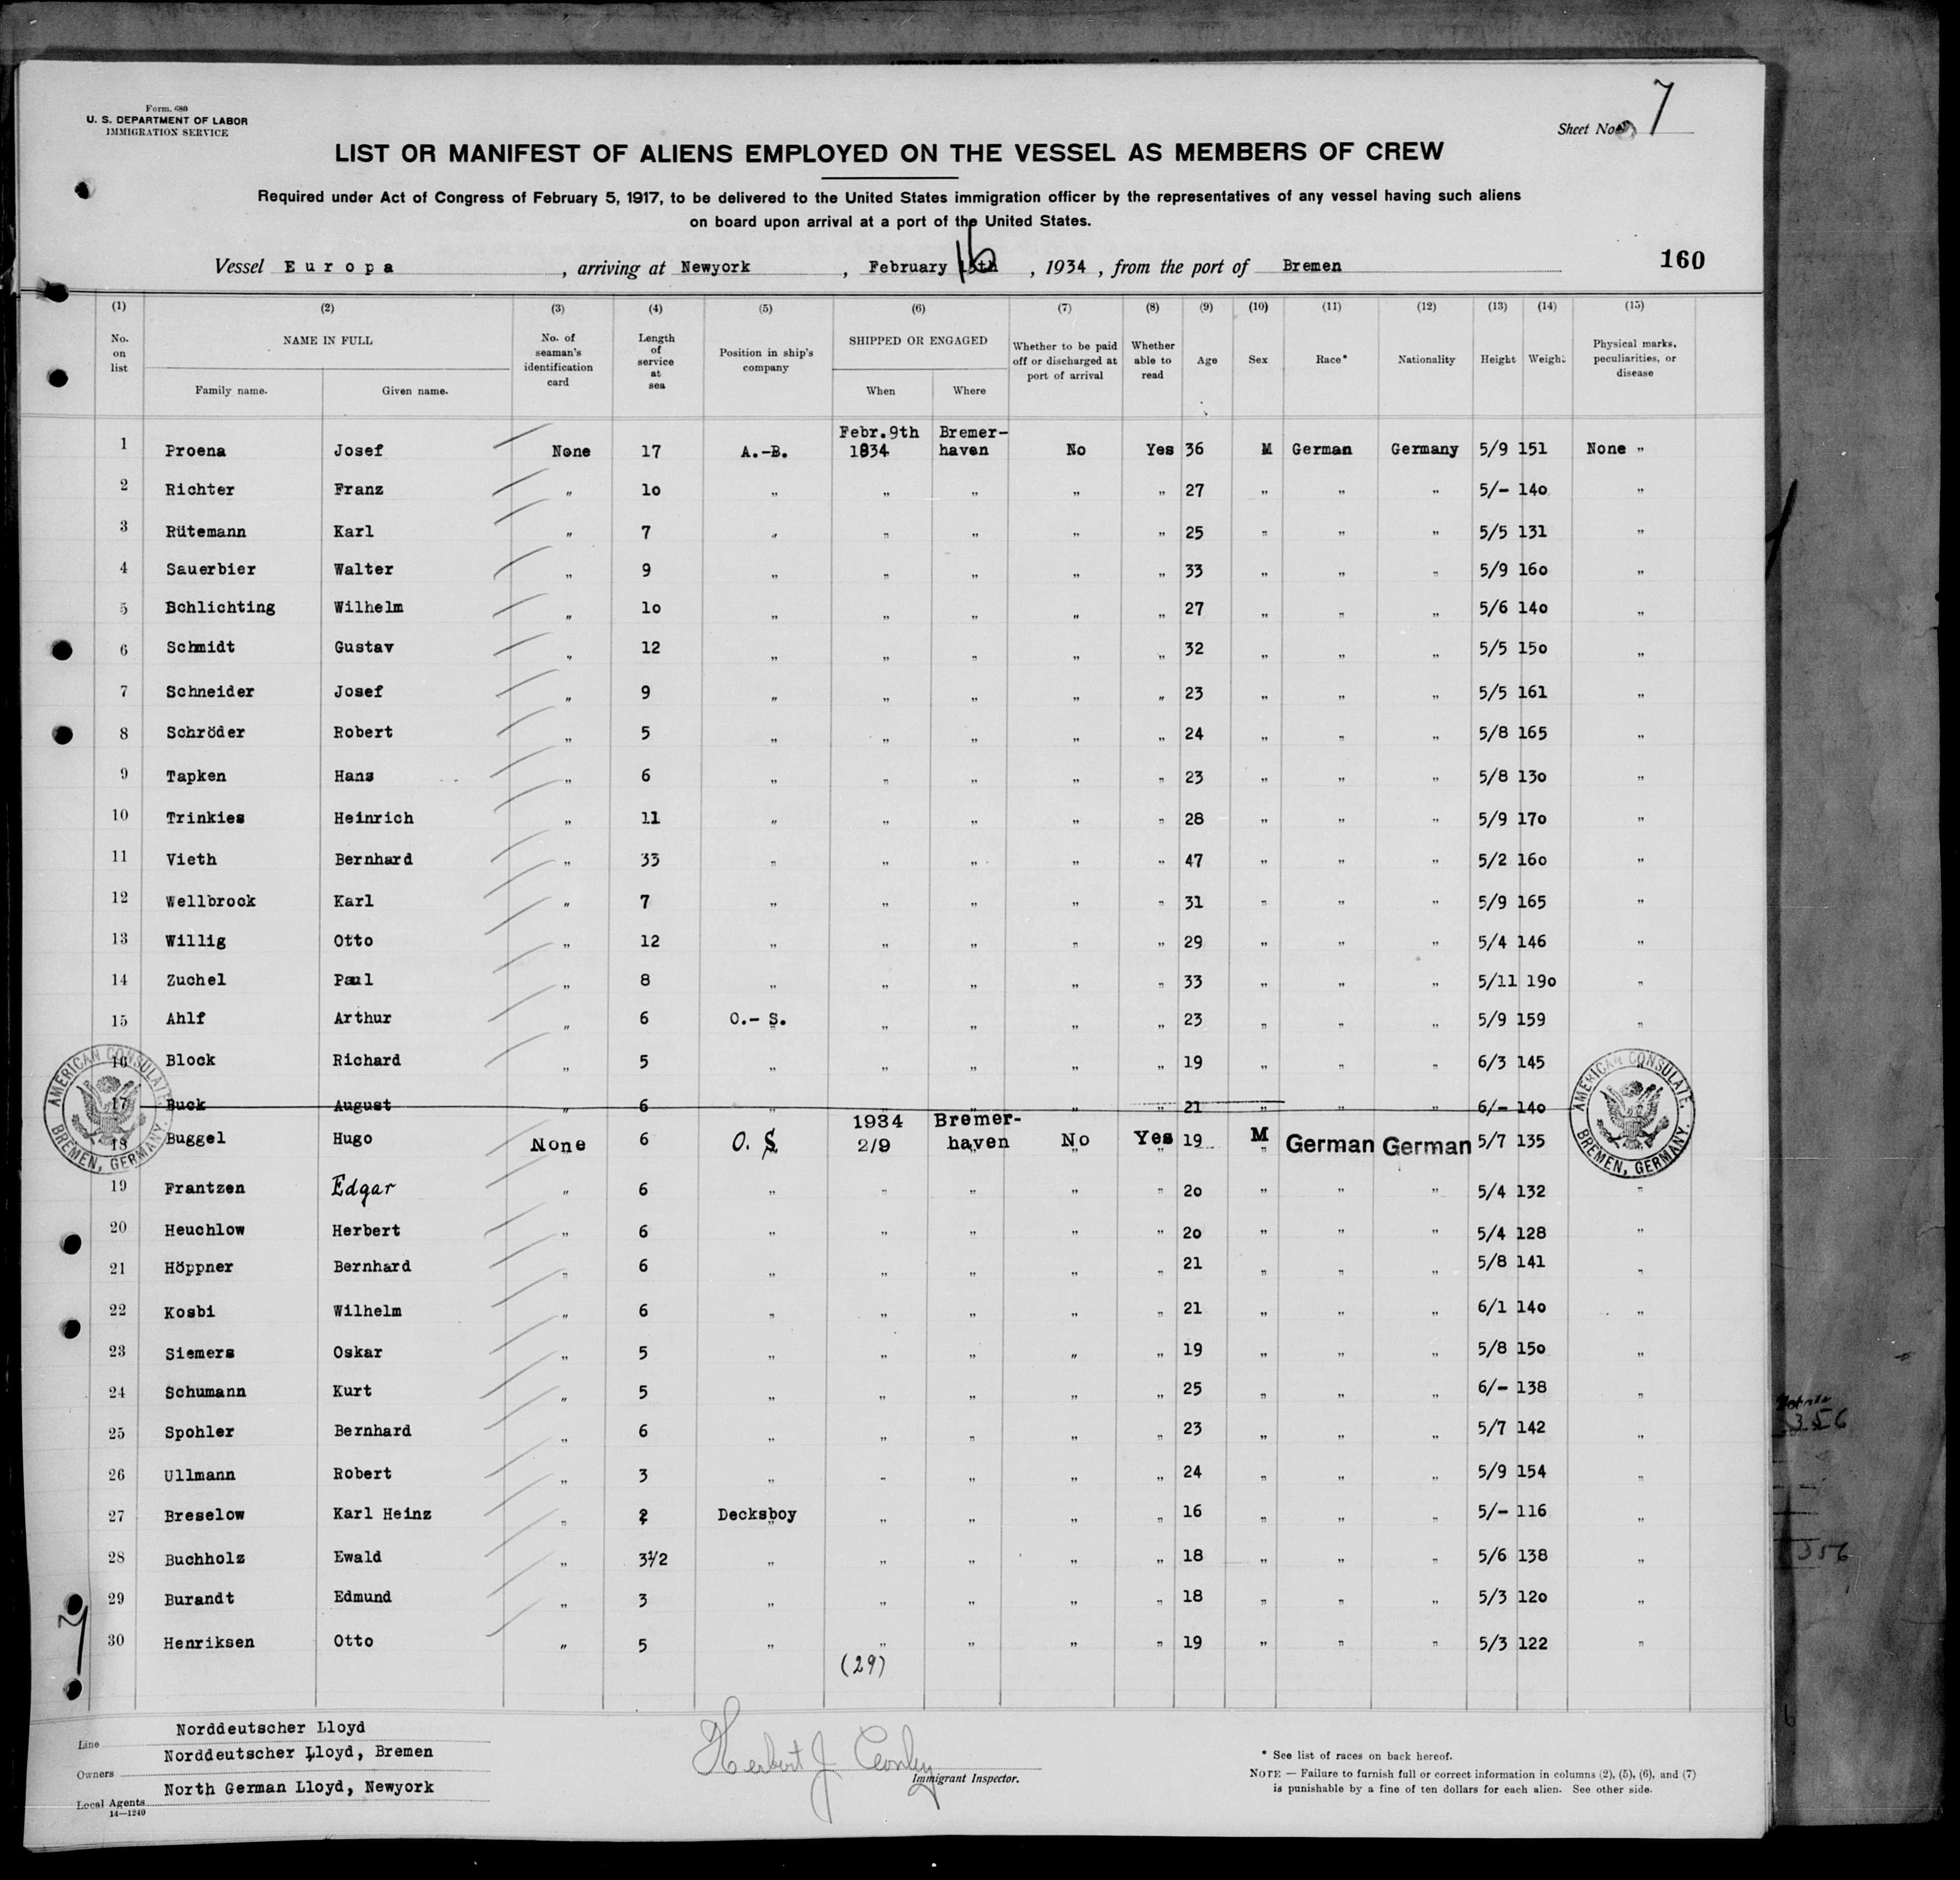 Form. 680
U. S. DEPARTMENT OF LABOR
IMMIGRATION SERVICE
Sheet No. 7
LIST OR MANIFEST OF ALIENS EMPLOYED ON THE VESSEL AS MEMBERS OF CREW
Required under Act of Congress of February 5, 1917, to be delivered to the United States immigration officer by the representatives of any vessel having such aliens
on board upon arrival at a port of the United States.
Vessel Europa, arriving at Newyork, February 16, 1934, from the port of Bremen 160
(1) (2) (3) (4) (5) (6) (7) (8) (9) (10) (11) (12) (13) (14) (15)
No. on list NAME IN FULL Family name. Given name. No. of seaman's identification card Length of service at sea Position in ship's company SHIPPED OR ENGAGED When Where Whether to be paid off or discharged at port of arrival Whether able to read Age Sex Race* Nationality Height Weight Physical marks, peculiarities, or disease
1 Proena Josef None 17 A.-B. Febr.9th 1834 Bremer-haven No Yes 36 M German Germany 5/9 151 None „
2 Richter Franz „ 10 „ „ „ „ „ 27 „ „ „ 5/- 140 „
3 Rütemann Karl „ 7 „ „ „ „ „ 25 „ „ „ 5/5 131 „
4 Sauerbier Walter „ 9 „ „ „ „ „ 33 „ „ „ 5/9 160 „
5 Bchlichting Wilhelm „ 10 „ „ „ „ „ 27 „ „ „ 5/6 140 „
6 Schmidt Gustav „ 12 „ „ „ „ „ 32 „ „ „ 5/5 150 „
7 Schneider Josef „ 9 „ „ „ „ „ 23 „ „ „ 5/5 161 „
8 Schröder Robert „ 5 „ „ „ „ „ 24 „ „ „ 5/8 165 „
9 Tapken Hans „ 6 „ „ „ „ „ 23 „ „ „ 5/8 130 „
10 Trinkies Heinrich „ 11 „ „ „ „ „ 28 „ „ „ 5/9 170 „
11 Vieth Bernhard „ 33 „ „ „ „ „ 47 „ „ „ 5/2 160 „
12 Wellbrock Karl „ 7 „ „ „ „ „ 31 „ „ „ 5/9 165 „
13 Willig Otto „ 12 „ „ „ „ „ 29 „ „ „ 5/4 146 „
14 Zuchel Paul „ 8 „ „ „ „ „ 33 „ „ „ 5/11 190 „
15 Ahlf Arthur „ 6 O.- S. „ „ „ „ 23 „ „ „ 5/9 159 „
16 Block Richard „ 5 „ „ „ „ „ 19 „ „ „ 6/3 145
17 Buck August „ 6 „ „ „ „ „ 21 „ „ „ 6/- 140
18 Buggel Hugo None 6 O. S. 1934 2/9 Bremer-haven No Yes 19 M German German 5/7 135
AMERICAN CONSULATE. BREMEN, GERMANY.
AMERICAN CONSULATE. BREMEN, GERMANY.
19 Frantzen Edgar „ 6 „ „ „ „ „ 20 „ „ „ 5/4 132 „
20 Heuchlow Herbert „ 6 „ „ „ „ „ 20 „ „ „ 5/4 128 „
21 Höppner Bernhard „ 6 „ „ „ „ „ 21 „ „ „ 5/8 141 „
22 Kosbi Wilhelm „ 6 „ „ „ „ „ 21 „ „ „ 6/1 140 „
23 Siemers Oskar „ 5 „ „ „ „ „ 19 „ „ „ 5/8 150 „
24 Schumann Kurt „ 5 „ „ „ „ „ 25 „ „ „ 6/- 138 „
25 Spohler Bernhard „ 6 „ „ „ „ „ 23 „ „ „ 5/7 142 „
26 Ullmann Robert „ 3 „ „ „ „ „ 24 „ „ „ 5/9 154 „
27 Breselow Karl Heinz „ 2 Decksboy „ „ „ „ 16 „ „ „ 5/- 116 „
28 Buchholz Ewald „ 3½ „ „ „ „ „ 18 „ „ „ 5/6 138 „
29 Burandt Edmund „ 3 „ „ „ „ „ 18 „ „ „ 5/3 120 „
30 Henriksen Otto „ 5 „ „ „ „ „ 19 „ „ „ 5/3 122 „
(29)
Line Norddeutscher Lloyd
Owners Norddeutscher Lloyd, Bremen
Local Agents North German Lloyd, Newyork
14—1240
Herbert J Conley
Immigrant Inspector.
* See list of races on back hereof.
NOTE — Failure to furnish full or correct information in columns (2), (5), (6), and (7)
is punishable by a fine of ten dollars for each alien. See other side.
356
356